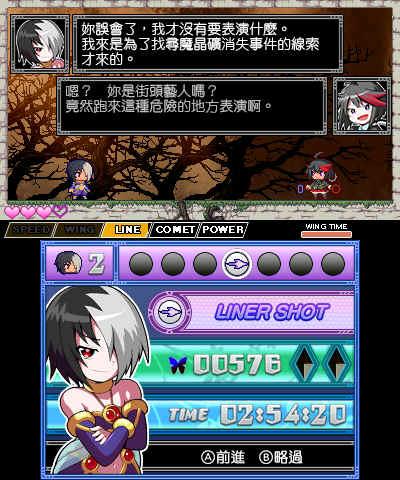 妳誤會了，我才沒有要表演什麼。
我來是為了找尋魔晶礦消失事件的線索
才來的。
嗯？　妳是街頭藝人嗎？
竟然跑來這種危險的地方表演啊。
SPEED WING LINE COMET POWER
WING TIME
2
LINER SHOT
00576
TIME 02:54:20
Ⓐ前進 Ⓑ略過